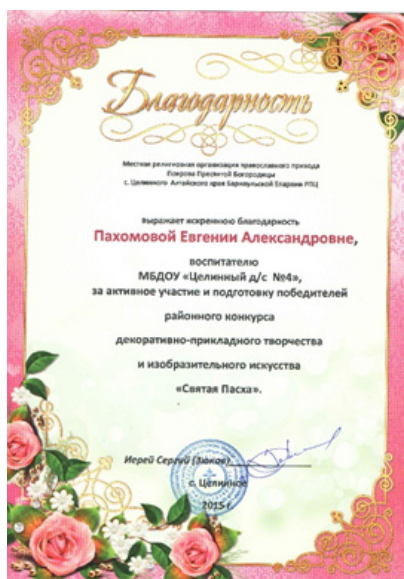 Благодарность
Местная религиозная организация православного прихода
Покрова Пресвятой Богородицы
с. Целинного Алтайского края Барнаульской Епархии РПЦ
выражает искреннюю благодарность
Пахомовой Евгении Александровне,
воспитателю
МБДОУ «Целинный д/с №4»,
за активное участие и подготовку победителей
районного конкурса
декоративно-прикладного творчества
и изобразительного искусства
«Святая Пасха».
Иерей Сергий (Зюков)
с. Целинное
2015 г.